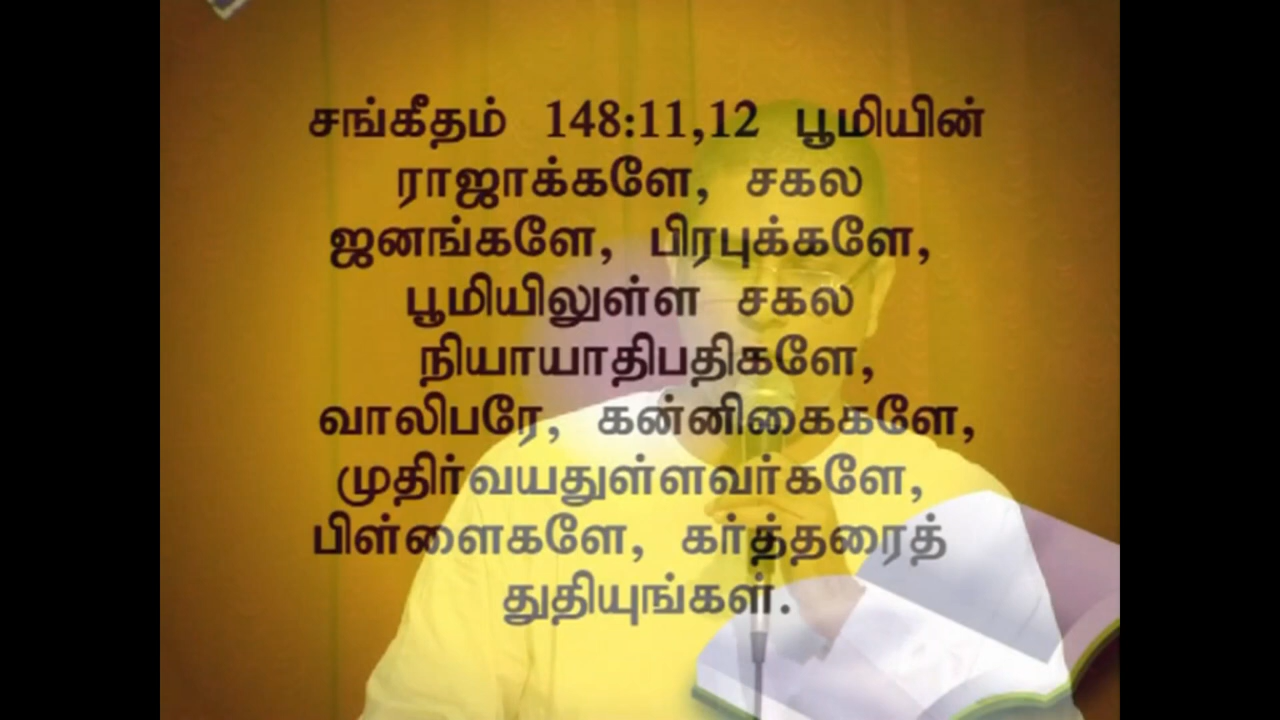 சங்கீதம் 148:11,12 பூமியின்
ராஜாக்களே, சகல
ஜனங்களே, பிரபுக்களே,
பூமியிலுள்ள சகல
நியாயாதிபதிகளே,
வாலிபரே, கன்னிகைகளே,
முதிர்வயதுள்ளவர்களே,
பிள்ளைகளே, கர்த்தரைத்
துதியுங்கள்.